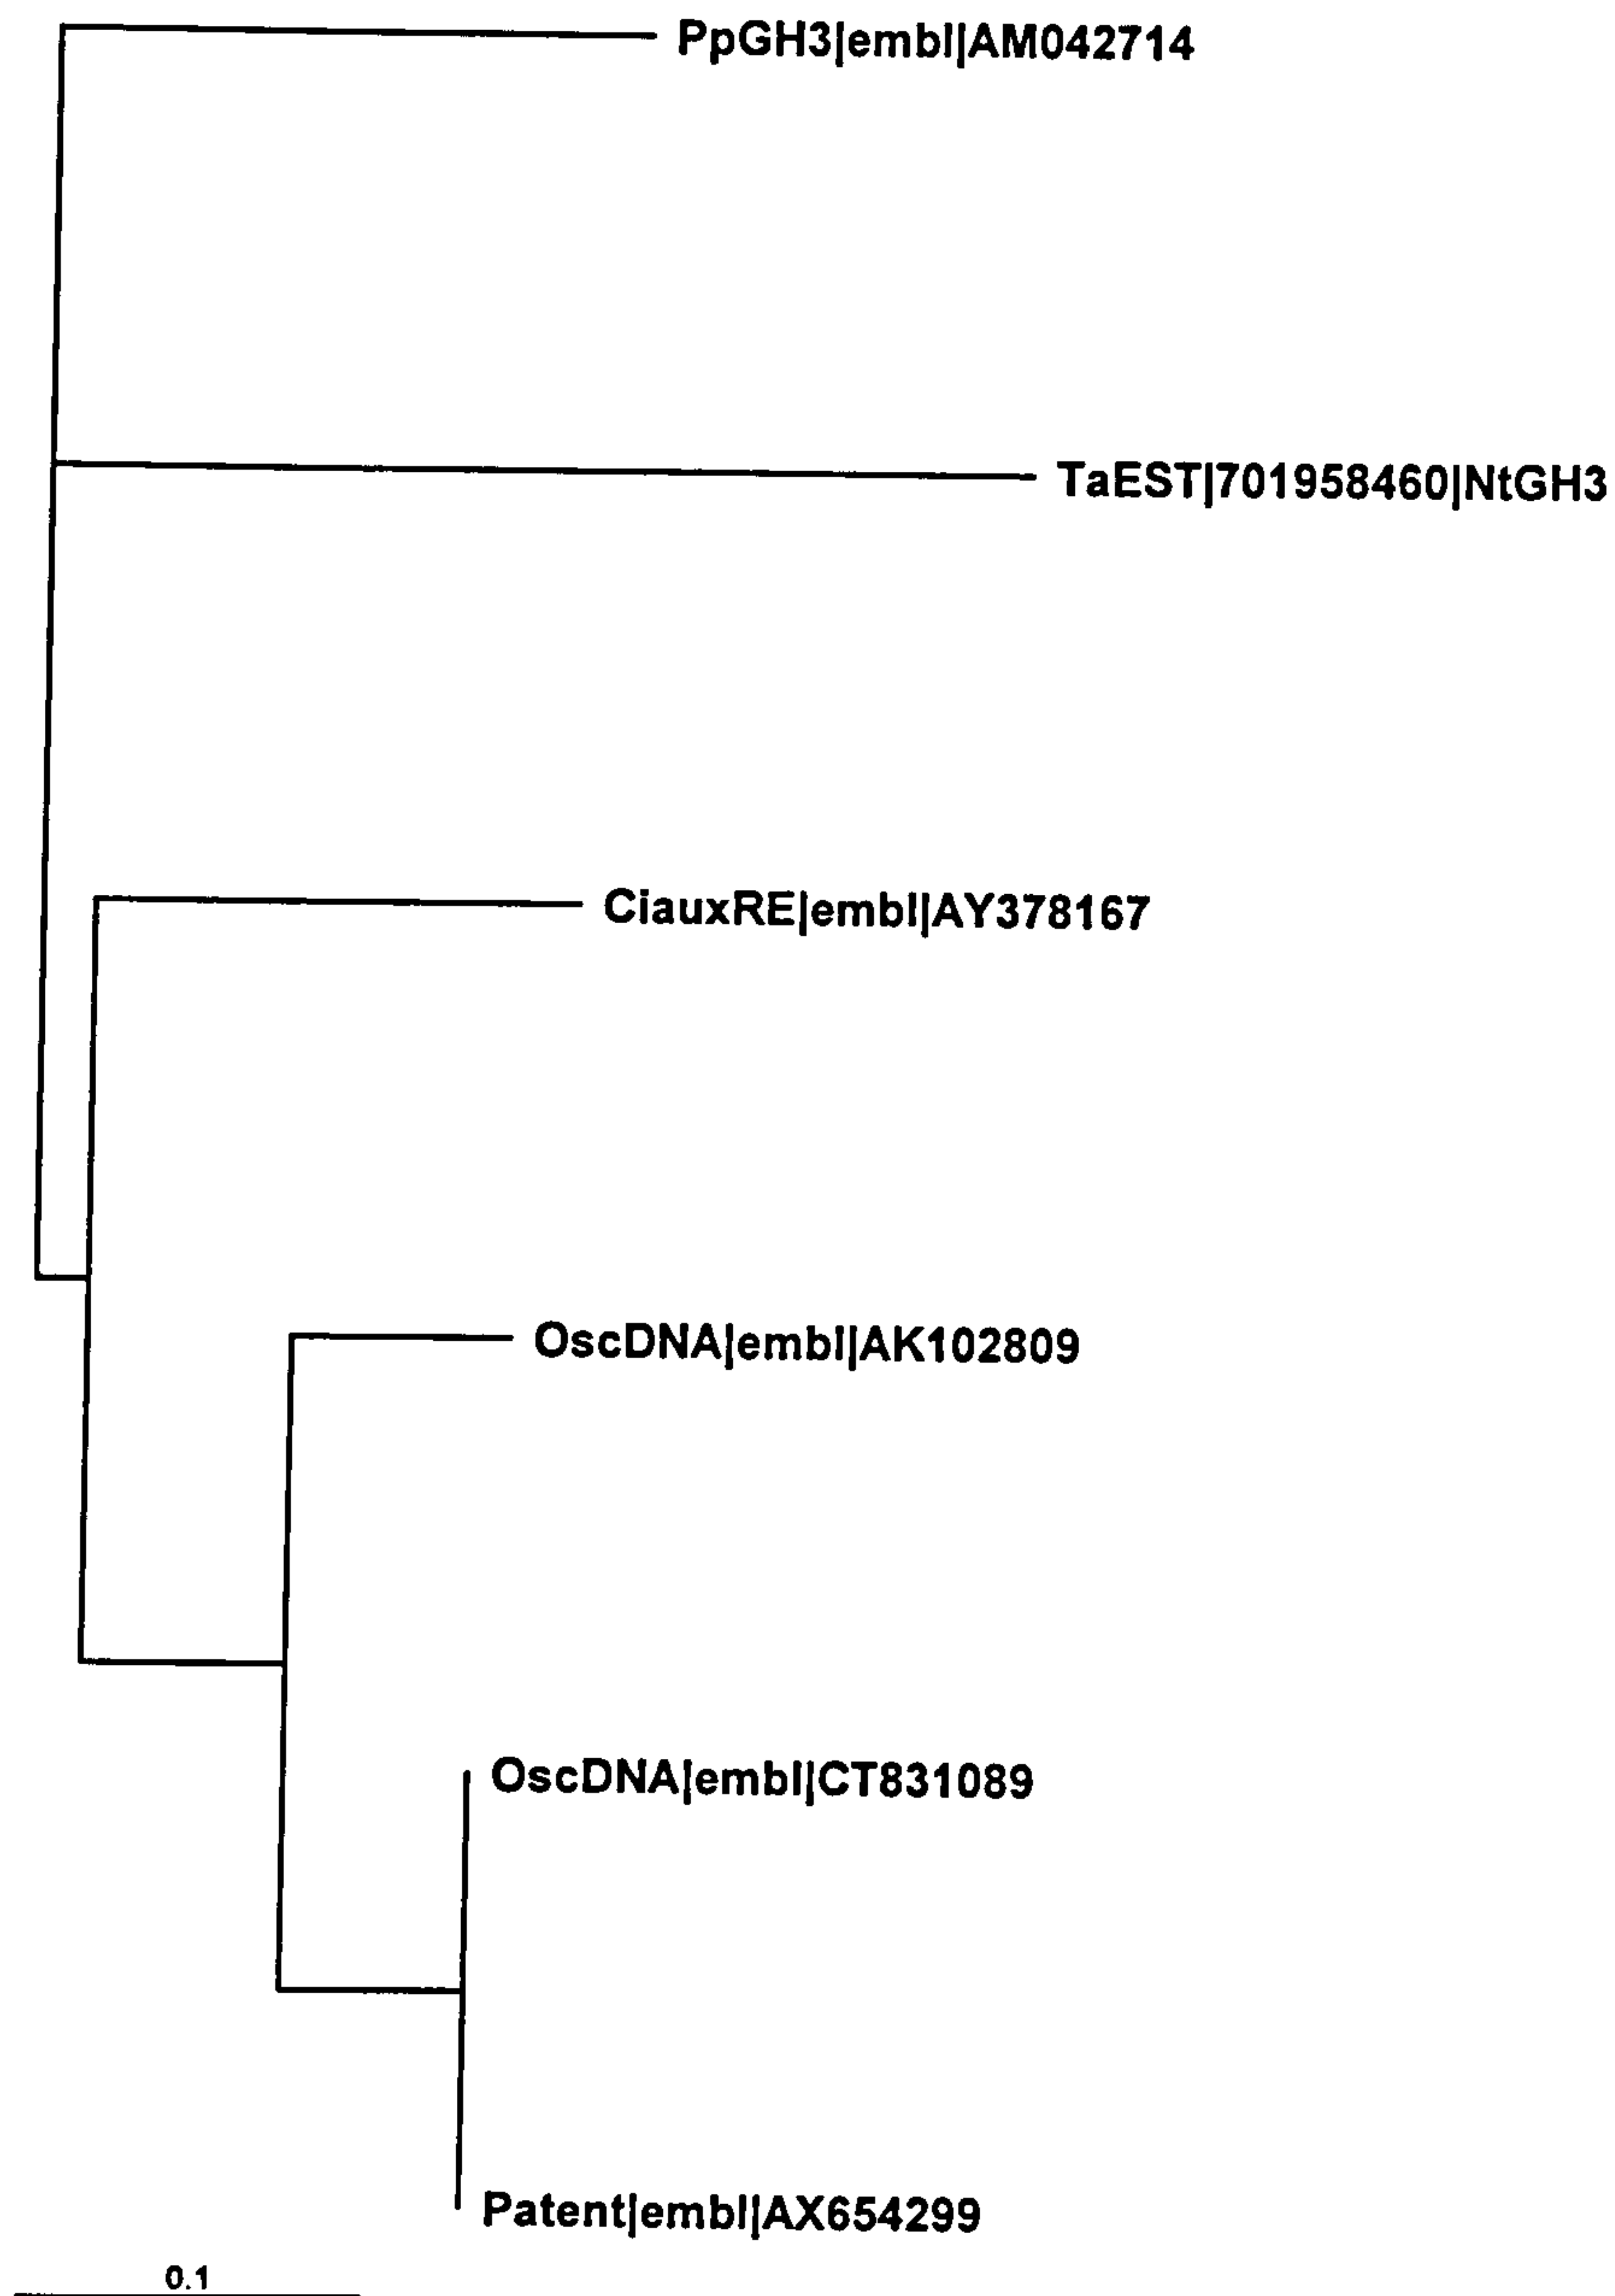 PpGH3|embl|AM042714
TaEST|701958460|NtGH3
CiauxRE|embl|AY378167
OscDNA|embl|AK102809
OscDNA|embl|CT831089
Patent|embl|AX654299
0.1